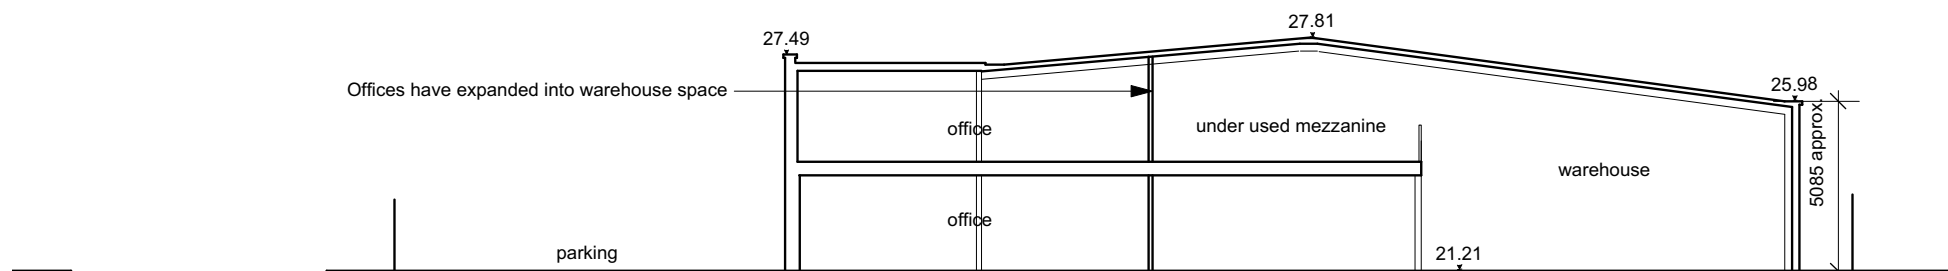 27.81
27.49
25.98
Offices have expanded into warehouse space
office
under used mezzanine
5085 approx.
warehouse
office
parking
21.21